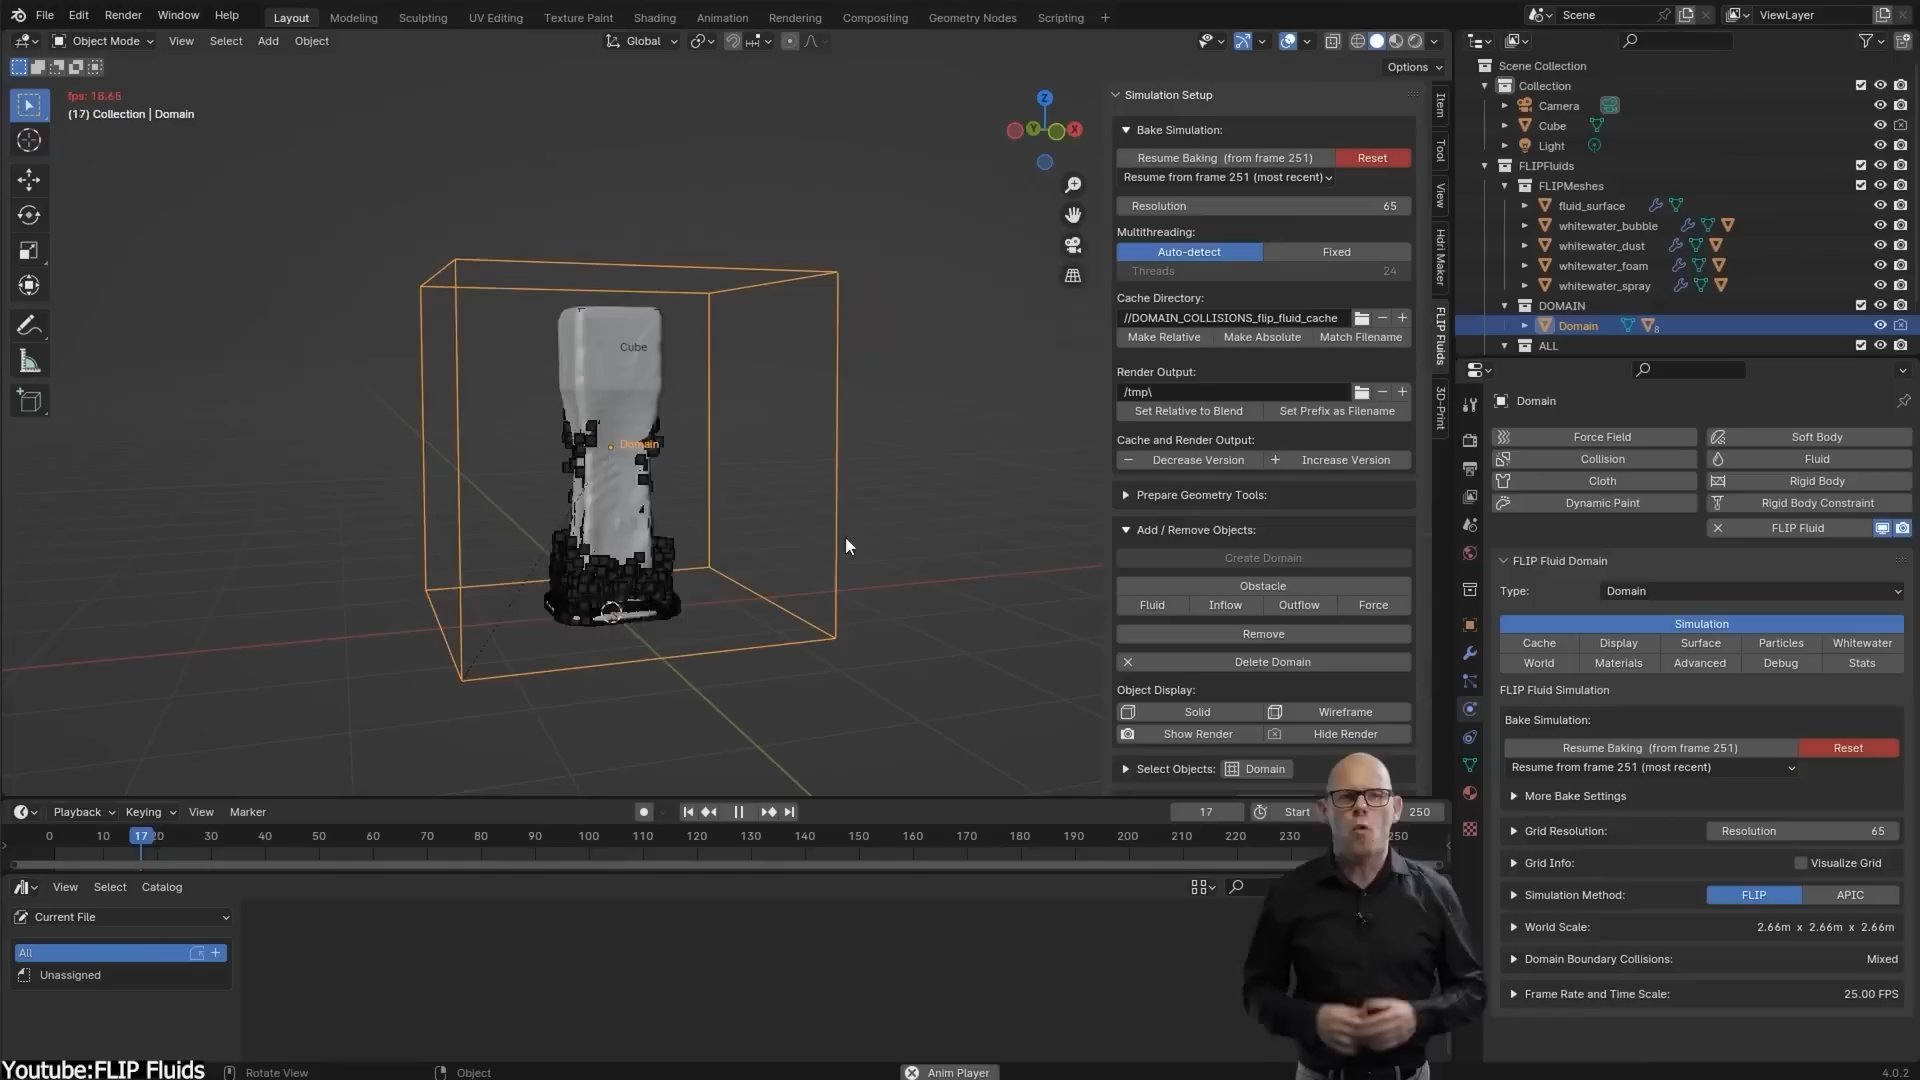 File Edit Render Window Help Layout Modeling Sculpting UV Editing Texture Paint Shading Animation Rendering Compositing Geometry Nodes Scripting + Scene ViewLayer
Object Mode View Select Add Object Global
Options
fps: 18.65
(17) Collection | Domain
Z
Y
X
Cube
Domain
Simulation Setup
Bake Simulation:
Resume Baking (from frame 251) Reset
Resume from frame 251 (most recent)
Resolution 65
Multithreading:
Auto-detect Fixed
Threads 24
Cache Directory:
//DOMAIN_COLLISIONS_flip_fluid_cache
Make Relative Make Absolute Match Filename
Render Output:
/tmp\
Set Relative to Blend Set Prefix as Filename
Cache and Render Output:
Decrease Version Increase Version
Prepare Geometry Tools:
Add / Remove Objects:
Create Domain
Obstacle
Fluid Inflow Outflow Force
Remove
Delete Domain
Object Display:
Solid Wireframe
Show Render Hide Render
Select Objects: Domain
Item
Tool
View
Hdri Maker
FLIP Fluids
3D-Print
Scene Collection
Collection
Camera
Cube
Light
FLIPFluids
FLIPMeshes
fluid_surface
whitewater_bubble
whitewater_dust
whitewater_foam
whitewater_spray
DOMAIN
Domain 8
ALL
Domain
Force Field Soft Body
Collision Fluid
Cloth Rigid Body
Dynamic Paint Rigid Body Constraint
FLIP Fluid
FLIP Fluid Domain
Type: Domain
Simulation
Cache Display Surface Particles Whitewater
World Materials Advanced Debug Stats
FLIP Fluid Simulation
Bake Simulation:
Resume Baking (from frame 251) Reset
Resume from frame 251 (most recent)
More Bake Settings
Grid Resolution: Resolution 65
Grid Info: Visualize Grid
Simulation Method: FLIP APIC
World Scale: 2.66m x 2.66m x 2.66m
Domain Boundary Collisions: Mixed
Frame Rate and Time Scale: 25.00 FPS
Playback Keying View Marker 17 Start 250
0 10 17 20 30 40 50 60 70 80 90 100 110 120 130 140 150 160 170 180 190 200 210 220 230 250
View Select Catalog
Current File
All
Unassigned
Youtube:FLIP Fluids Rotate View Object Anim Player 4.0.2